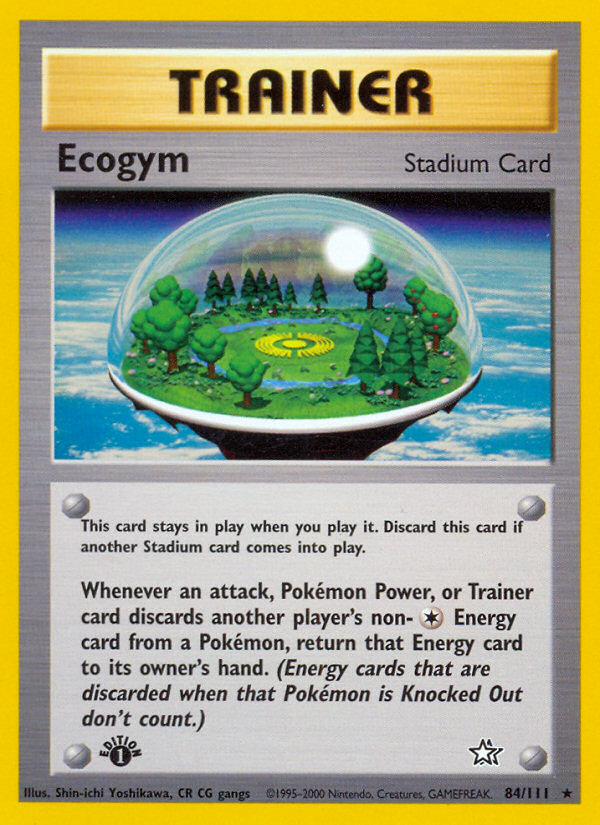 TRAINER
Ecogym
Stadium Card
This card stays in play when you play it. Discard this card if
another Stadium card comes into play.
Whenever an attack, Pokémon Power, or Trainer
card discards another player's non- Energy
card from a Pokémon, return that Energy card
to its owner's hand. (Energy cards that are
discarded when that Pokémon is Knocked Out
don't count.)
EDITION
1
Illus. Shin-ichi Yoshikawa, CR CG gangs ©1995-2000 Nintendo, Creatures, GAMEFREAK. 84/111 ★